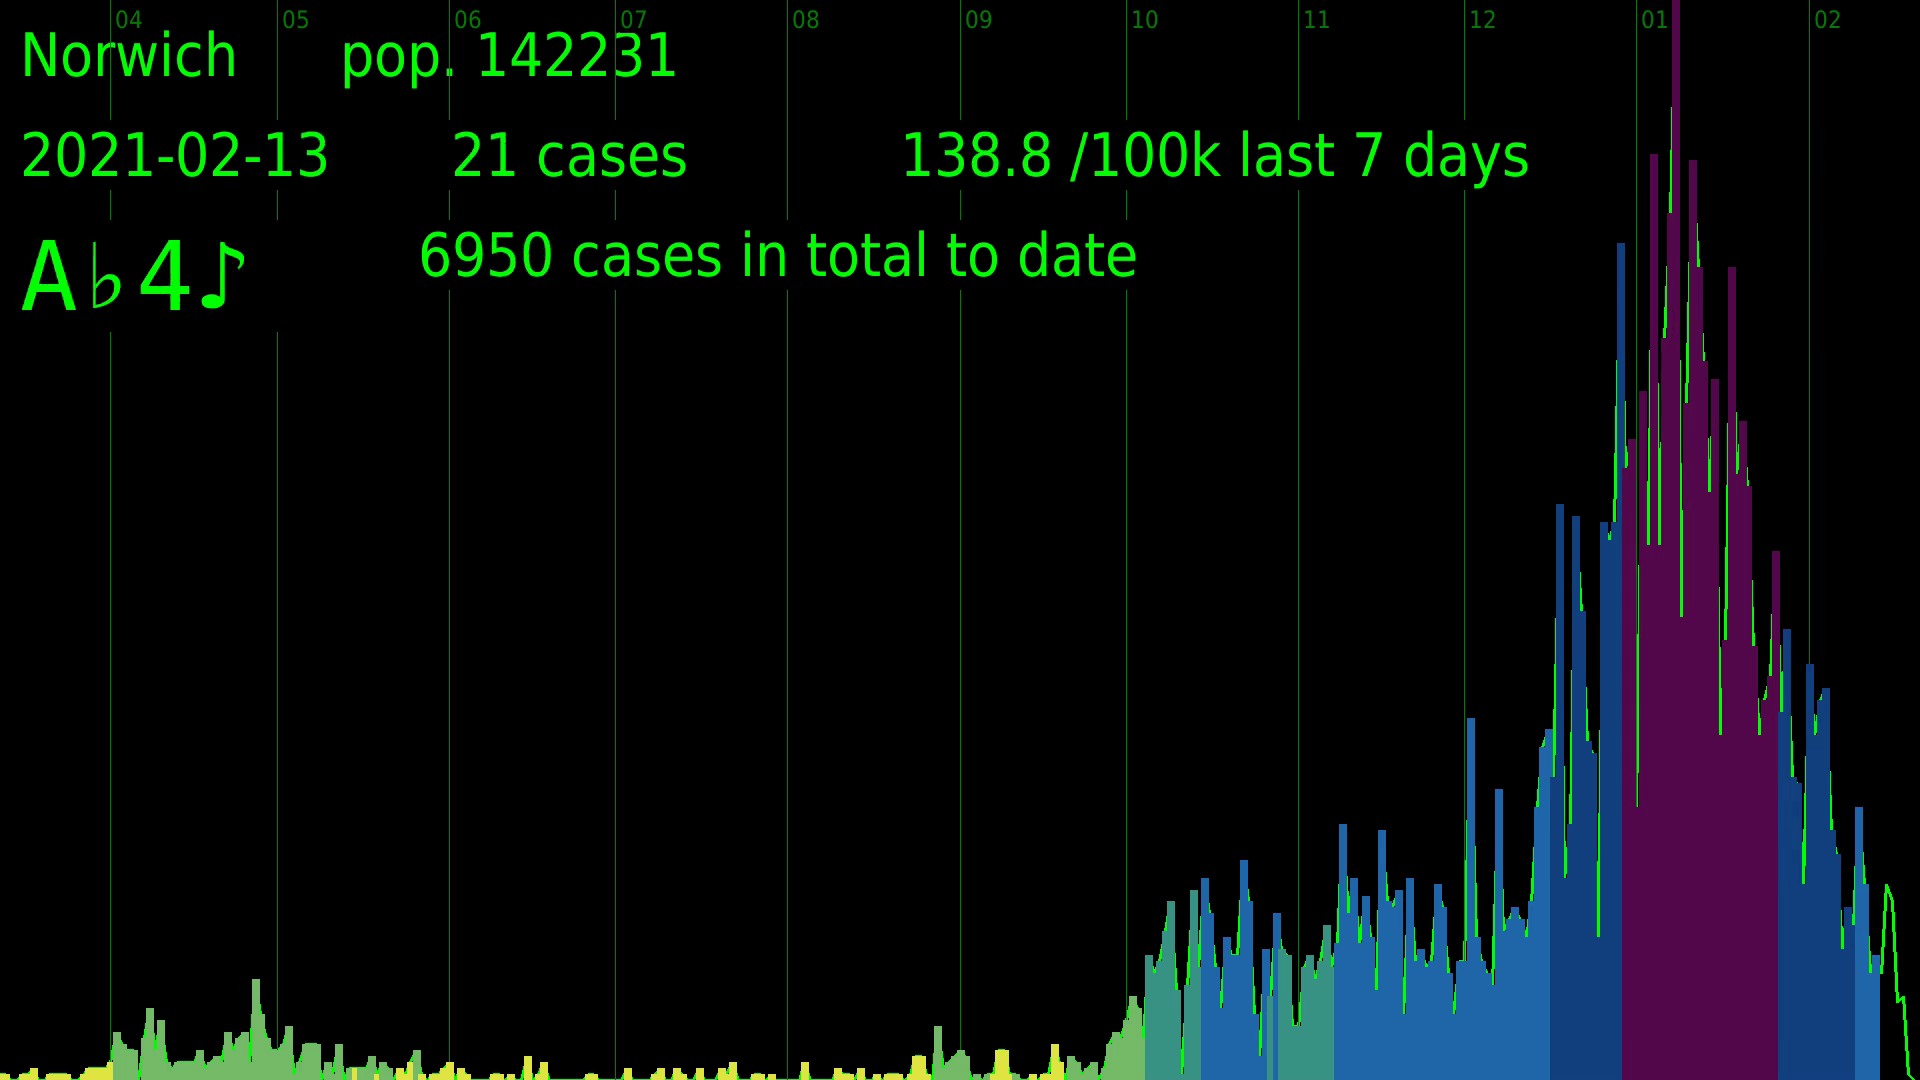 04 05 06 07 08 09 10 11 12 01 02
Norwich pop. 142231
2021-02-13 21 cases 138.8 /100k last 7 days
A♭4♪ 6950 cases in total to date